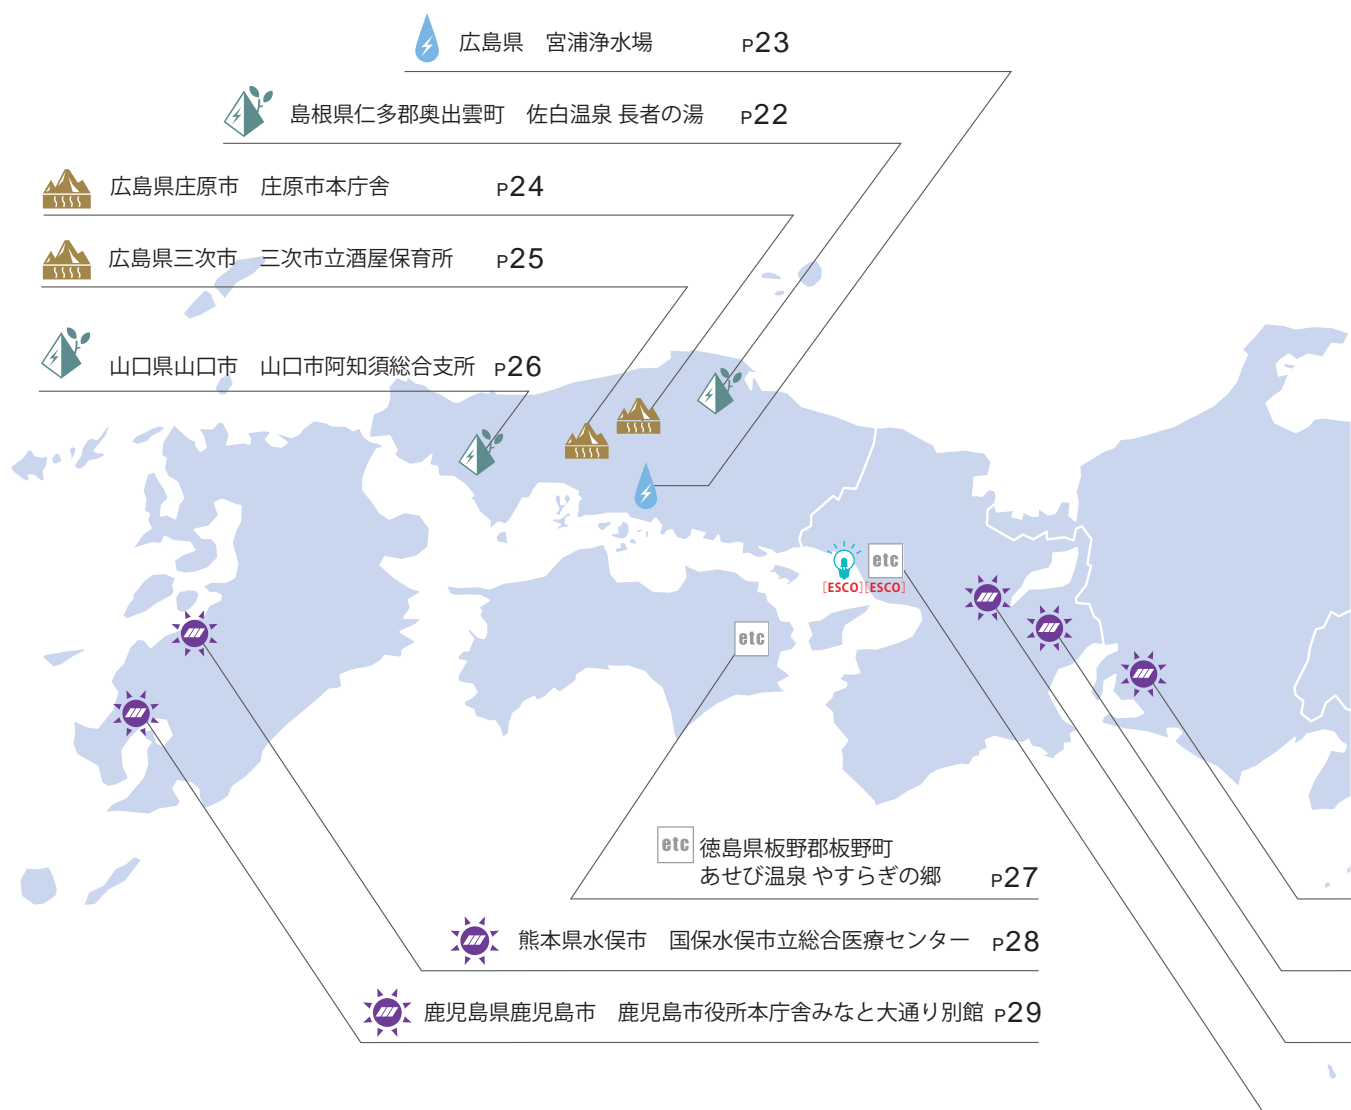 広島県　宮浦浄水場　P23
島根県仁多郡奥出雲町　佐白温泉 長者の湯　P22
広島県庄原市　庄原市本庁舎　P24
広島県三次市　三次市立酒屋保育所　P25
山口県山口市　山口市阿知須総合支所　P26
etc
[ESCO][ESCO]
etc
etc 徳島県板野郡板野町
あせび温泉 やすらぎの郷　P27
熊本県水俣市　国保水俣市立総合医療センター　P28
鹿児島県鹿児島市　鹿児島市役所本庁舎みなと大通り別館　P29